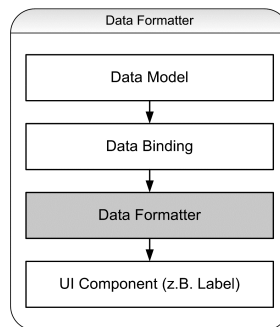 Data Formatter
Data Model
Data Binding
Data Formatter
UI Component (z.B. Label)